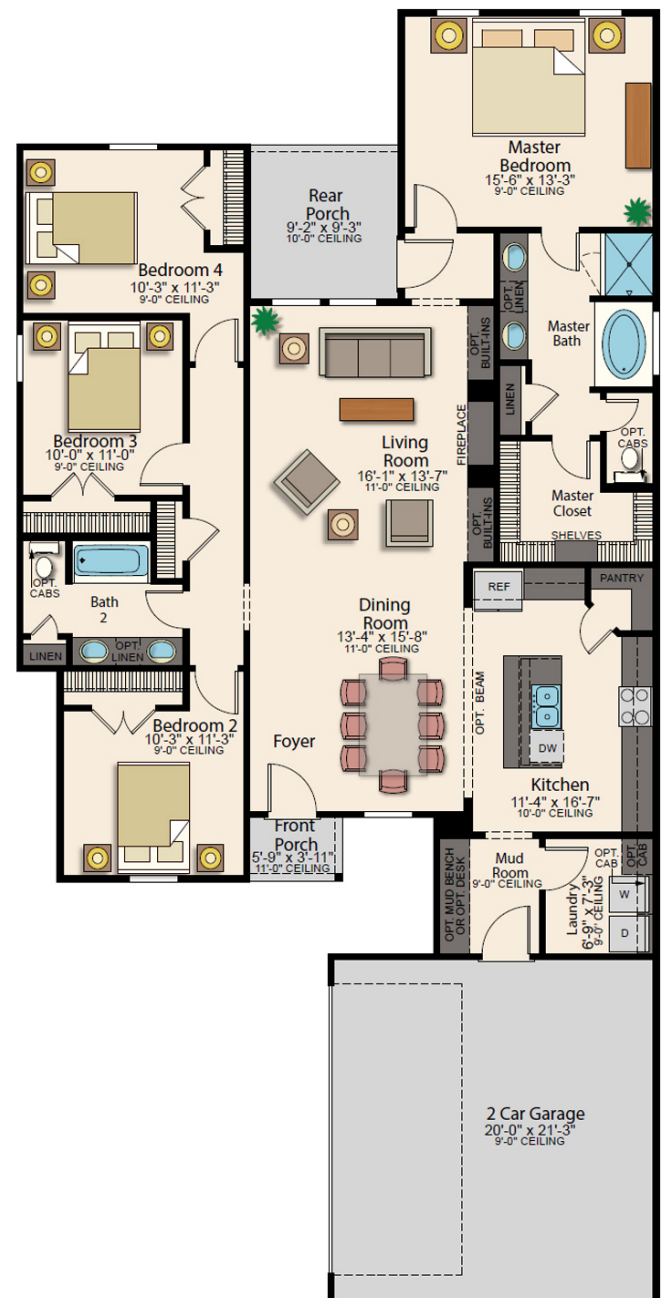 Master
Bedroom
15'-6" x 13'-3"
9'-0" CEILING
Rear
Porch
9'-2" x 9'-3"
10'-0" CEILING
Bedroom 4
10'-3" x 11'-3"
9'-0" CEILING
OPT.
LINEN
Master
Bath
OPT.
BUILT-INS
LINEN
OPT.
CABS
Bedroom 3
10'-0" x 11'-0"
9'-0" CEILING
Living
Room
16'-1" x 13'-7"
11'-0" CEILING
FIREPLACE
OPT.
BUILT-INS
Master
Closet
SHELVES
OPT.
CABS
Bath
2
OPT.
LINEN
LINEN
Dining
Room
13'-4" x 15'-8"
11'-0" CEILING
REF
PANTRY
OPT. BEAM
DW
Kitchen
11'-4" x 16'-7"
10'-0" CEILING
Bedroom 2
10'-3" x 11'-3"
9'-0" CEILING
Foyer
Front
Porch
5'-9" x 3'-11"
11'-0" CEILING
OPT. MUD BENCH
OR OPT. DESK
Mud
Room
9'-0" CEILING
OPT.
CAB
OPT.
CAB
Laundry
6'-9" x 7'-3"
9'-0" CEILING
W
D
2 Car Garage
20'-0" x 21'-3"
9'-0" CEILING